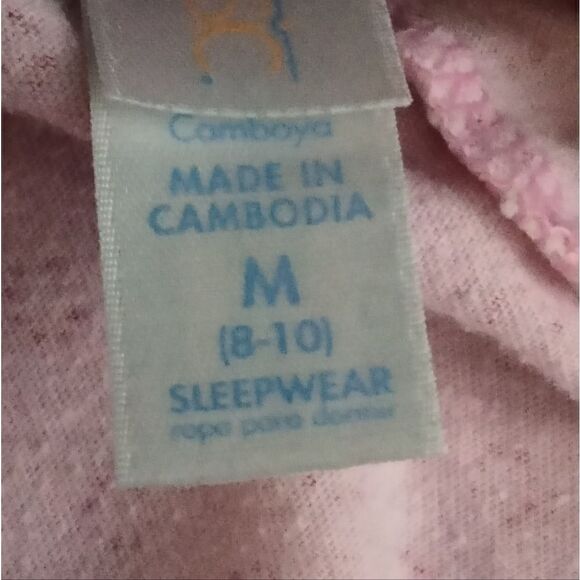 Camboya
MADE IN
CAMBODIA
M
(8-10)
SLEEPWEAR
ropa para dormir